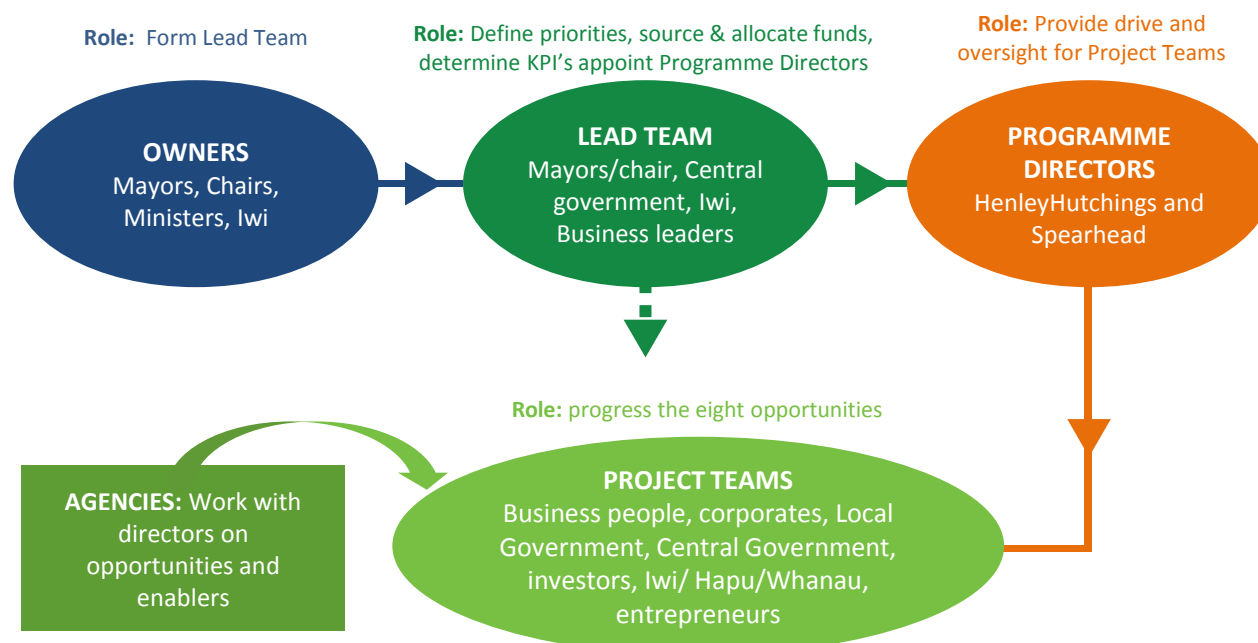 Role: Form Lead Team
Role: Define priorities, source & allocate funds,
determine KPI's appoint Programme Directors
Role: Provide drive and
oversight for Project Teams
OWNERS
Mayors, Chairs,
Ministers, Iwi
LEAD TEAM
Mayors/chair, Central
government, Iwi,
Business leaders
PROGRAMME
DIRECTORS
HenleyHutchings and
Spearhead
Role: progress the eight opportunities
AGENCIES: Work with
directors on
opportunities and
enablers
PROJECT TEAMS
Business people, corporates, Local
Government, Central Government,
investors, Iwi/ Hapu/Whanau,
entrepreneurs